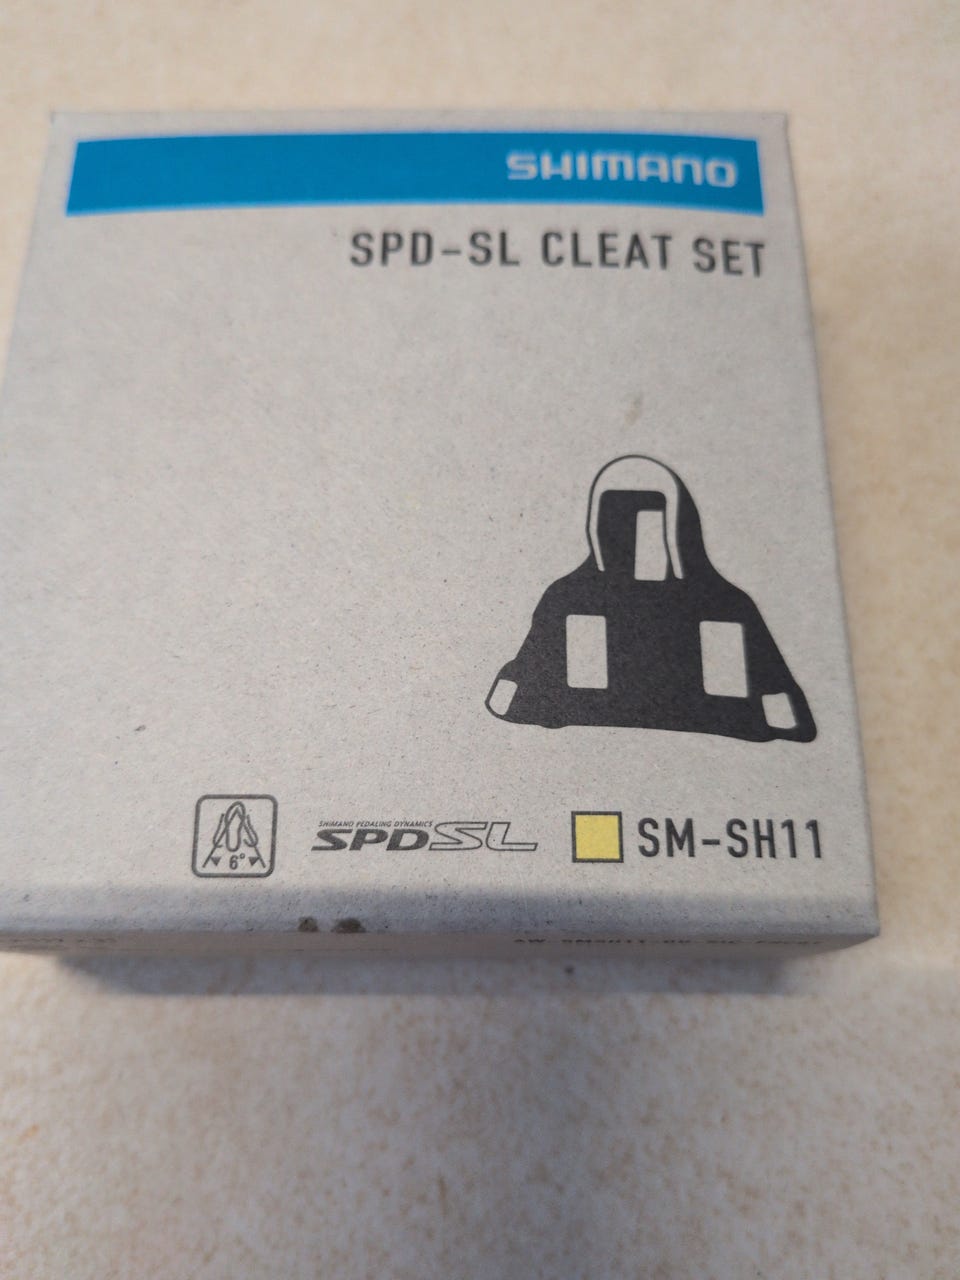 SHIMANO
SPD-SL CLEAT SET
6°
SHIMANO PEDALING DYNAMICS
SPD SL
SM-SH11